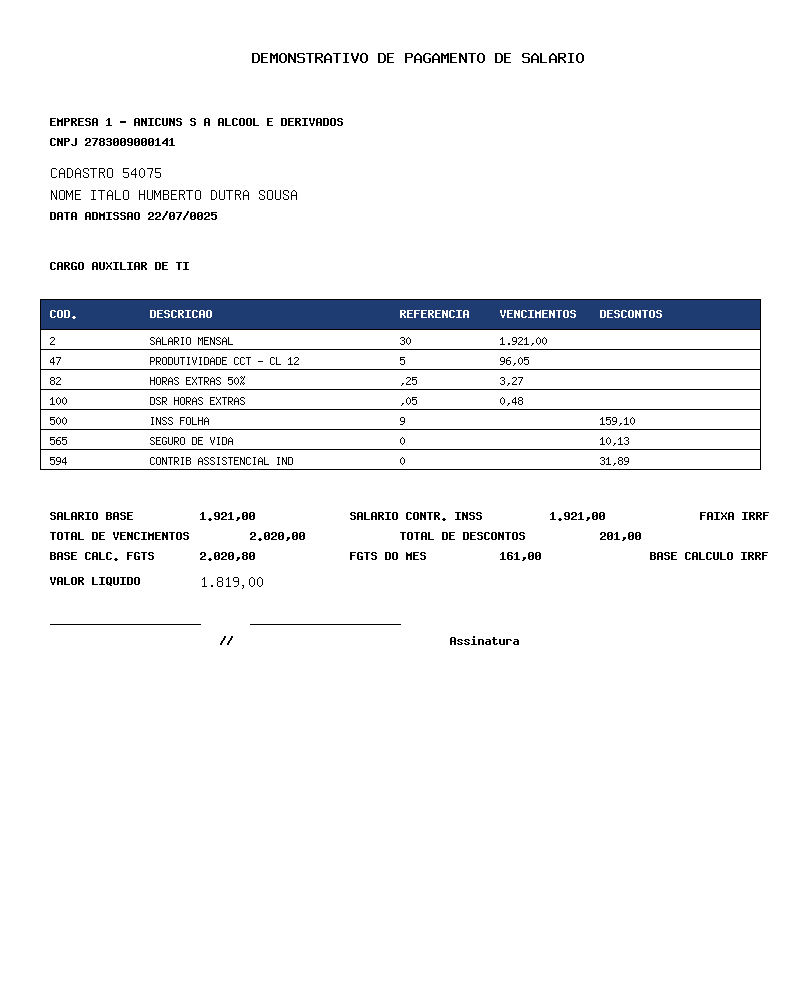 DEMONSTRATIVO DE PAGAMENTO DE SALARIO
EMPRESA 1 - ANICUNS S A ALCOOL E DERIVADOS
CNPJ 2783009000141
CADASTRO 54075
NOME ITALO HUMBERTO DUTRA SOUSA
DATA ADMISSAO 22/07/0025
CARGO AUXILIAR DE TI
COD. DESCRICAO REFERENCIA VENCIMENTOS DESCONTOS
2 SALARIO MENSAL 30 1.921,00
47 PRODUTIVIDADE CCT - CL 12 5 96,05
82 HORAS EXTRAS 50% ,25 3,27
100 DSR HORAS EXTRAS ,05 0,48
500 INSS FOLHA 9 159,10
565 SEGURO DE VIDA 0 10,13
594 CONTRIB ASSISTENCIAL IND 0 31,89
SALARIO BASE 1.921,00 SALARIO CONTR. INSS 1.921,00 FAIXA IRRF
TOTAL DE VENCIMENTOS 2.020,00 TOTAL DE DESCONTOS 201,00
BASE CALC. FGTS 2.020,80 FGTS DO MES 161,00 BASE CALCULO IRRF
VALOR LIQUIDO 1.819,00
// Assinatura